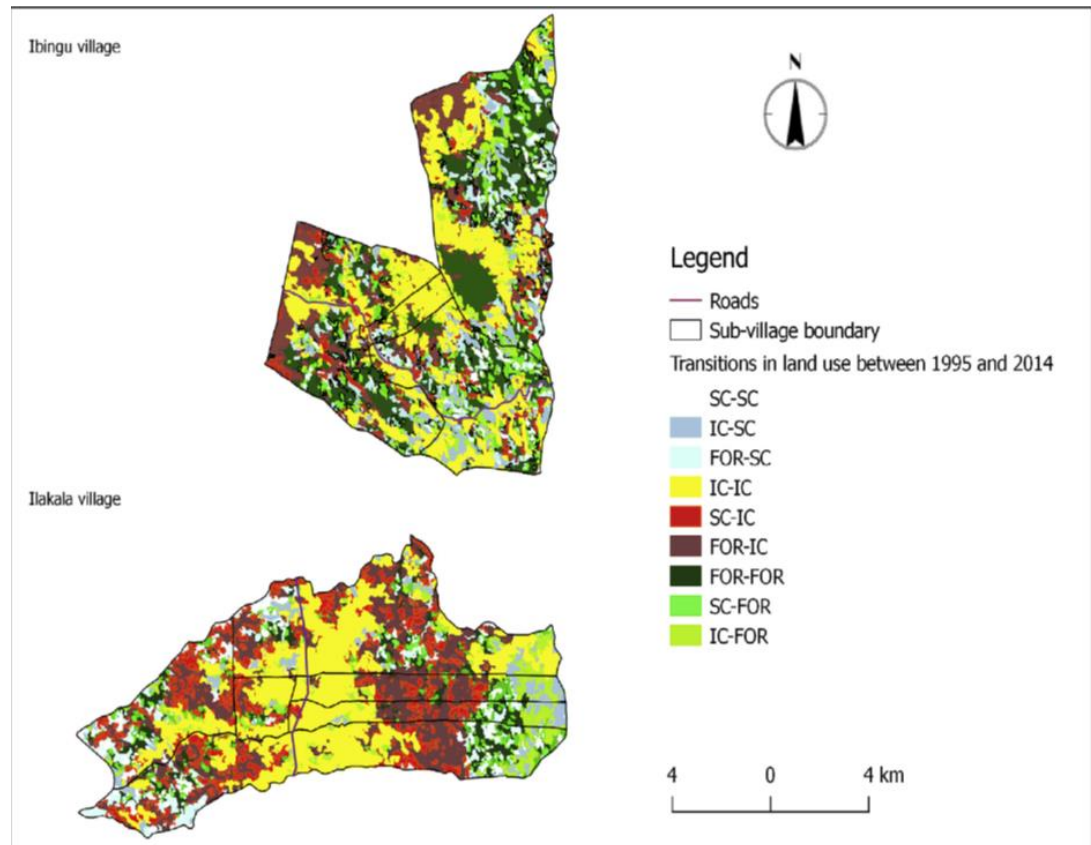 Ibingu village
N
Legend
Roads
Sub-village boundary
Transitions in land use between 1995 and 2014
SC-SC
IC-SC
FOR-SC
IC-IC
SC-IC
FOR-IC
FOR-FOR
SC-FOR
IC-FOR
Ilakala village
4 0 4 km